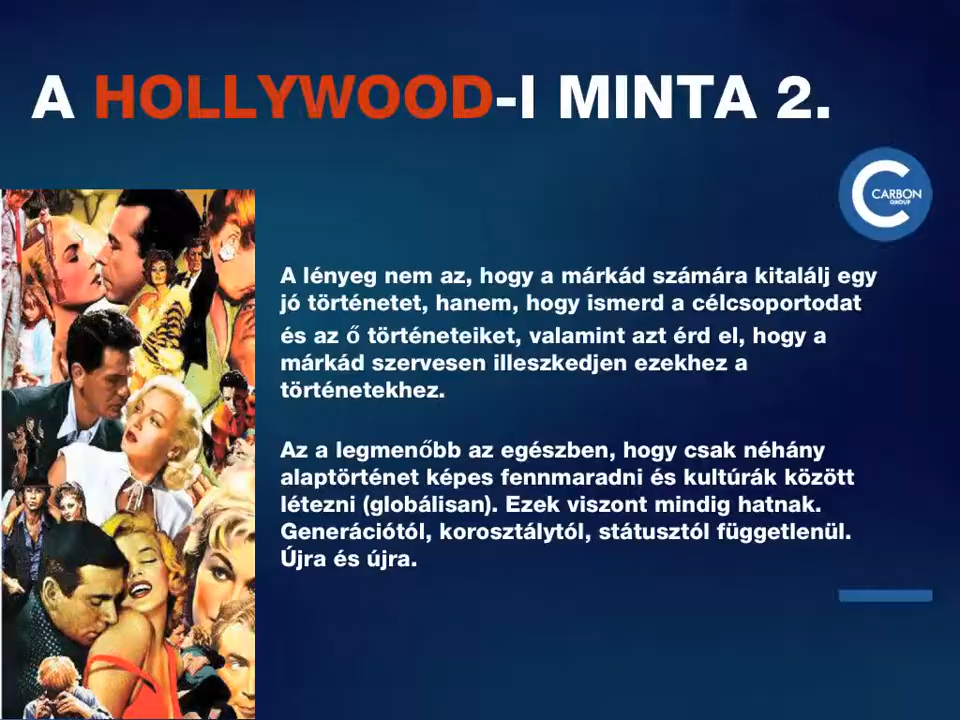 A HOLLYWOOD-I MINTA 2.
CARBON
GROUP
A lényeg nem az, hogy a márkád számára kitalálj egy
jó történetet, hanem, hogy ismerd a célcsoportodat
és az ő történeteiket, valamint azt érd el, hogy a
márkád szervesen illeszkedjen ezekhez a
történetekhez.
Az a legmenőbb az egészben, hogy csak néhány
alaptörténet képes fennmaradni és kultúrák között
létezni (globálisan). Ezek viszont mindig hatnak.
Generációtól, korosztálytól, státusztól függetlenül.
Újra és újra.